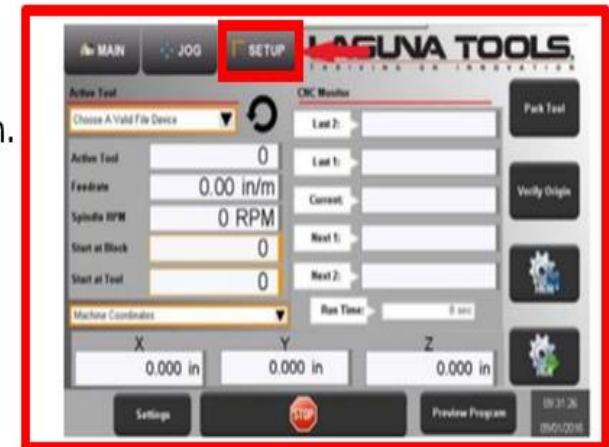 MAIN JOG SETUP LAGUNA TOOLS
THRIVING ON INNOVATION
n.
Active Tool
Choose A Valid File Device
Active Tool 0
Feedrate 0.00 in/m
Spindle RPM 0 RPM
Start at Block 0
Start at Tool 0
Machine Coordinates
CNC Monitor
Last 2:
Last 1:
Current:
Next 1:
Next 2:
Run Time: 0 sec
Park Tool
Verify Origin
X Y Z
0.000 in 0.000 in 0.000 in
Settings STOP Preview Program
09:31:26
09/01/2016